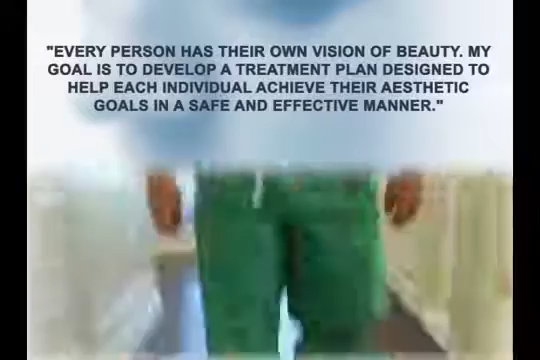 "EVERY PERSON HAS THEIR OWN VISION OF BEAUTY. MY
GOAL IS TO DEVELOP A TREATMENT PLAN DESIGNED TO
HELP EACH INDIVIDUAL ACHIEVE THEIR AESTHETIC
GOALS IN A SAFE AND EFFECTIVE MANNER."